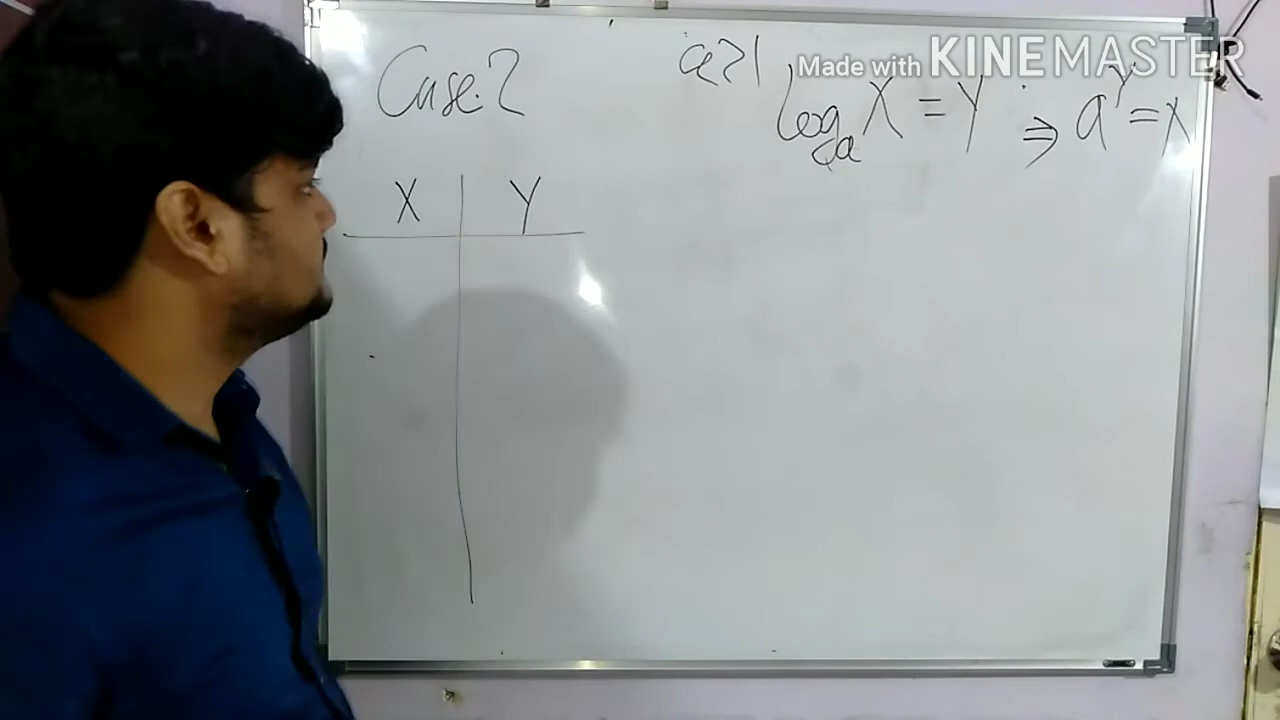 Case:2 a>1
Made with KINEMASTER
log_a X = Y ⇒ a^Y = X
X Y